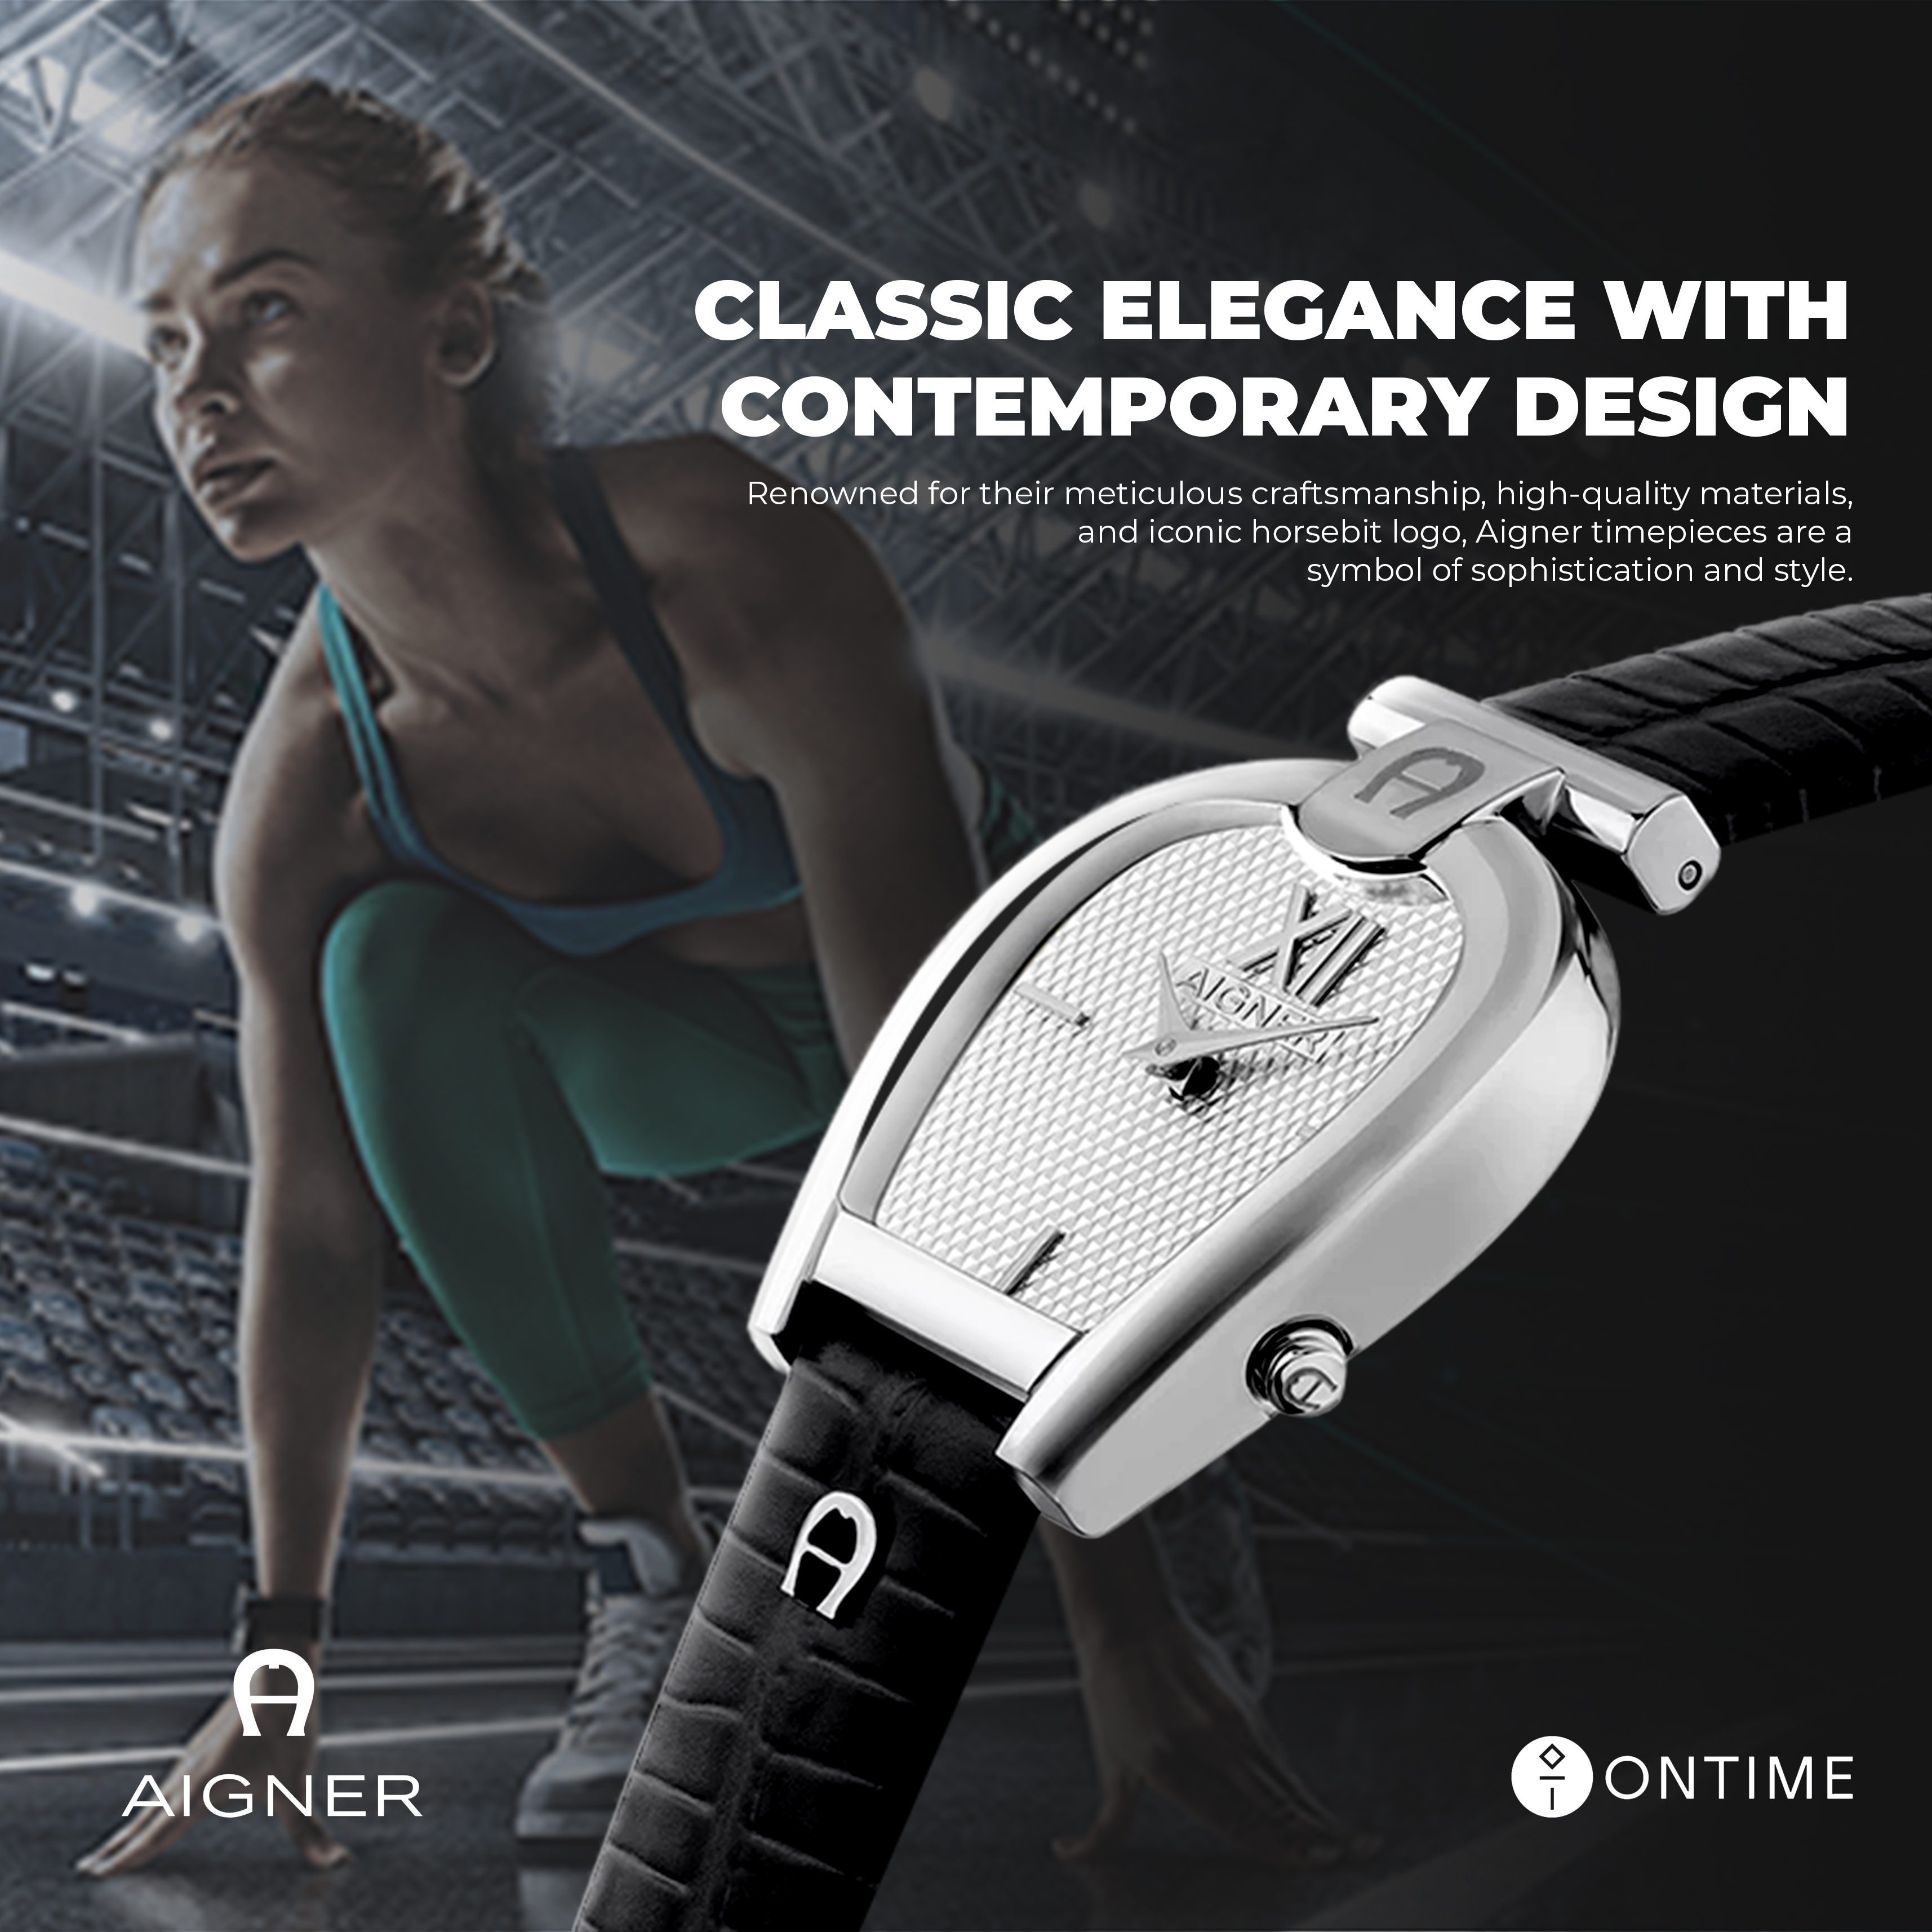 CLASSIC ELEGANCE WITH
CONTEMPORARY DESIGN
Renowned for their meticulous craftsmanship, high-quality materials,
and iconic horsebit logo, Aigner timepieces are a
symbol of sophistication and style.
A
XII
AIGNER
A
A
A
AIGNER
ONTIME